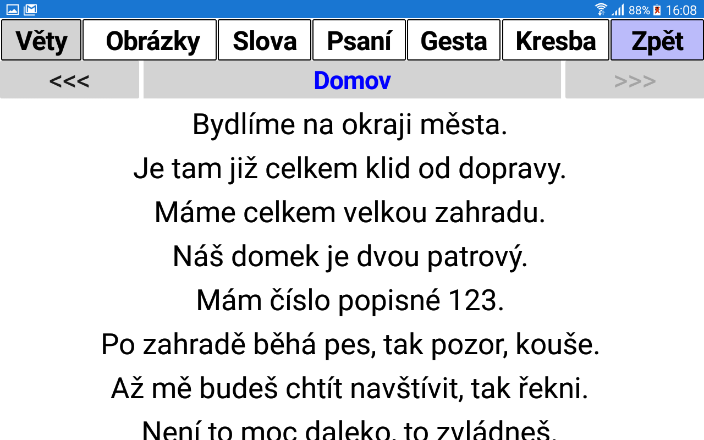 88% 16:08
Věty Obrázky Slova Psaní Gesta Kresba Zpět
<<< Domov >>>
Bydlíme na okraji města.
Je tam již celkem klid od dopravy.
Máme celkem velkou zahradu.
Náš domek je dvou patrový.
Mám číslo popisné 123.
Po zahradě běhá pes, tak pozor, kouše.
Až mě budeš chtít navštívit, tak řekni.
Není to moc daleko, to zvládneš.